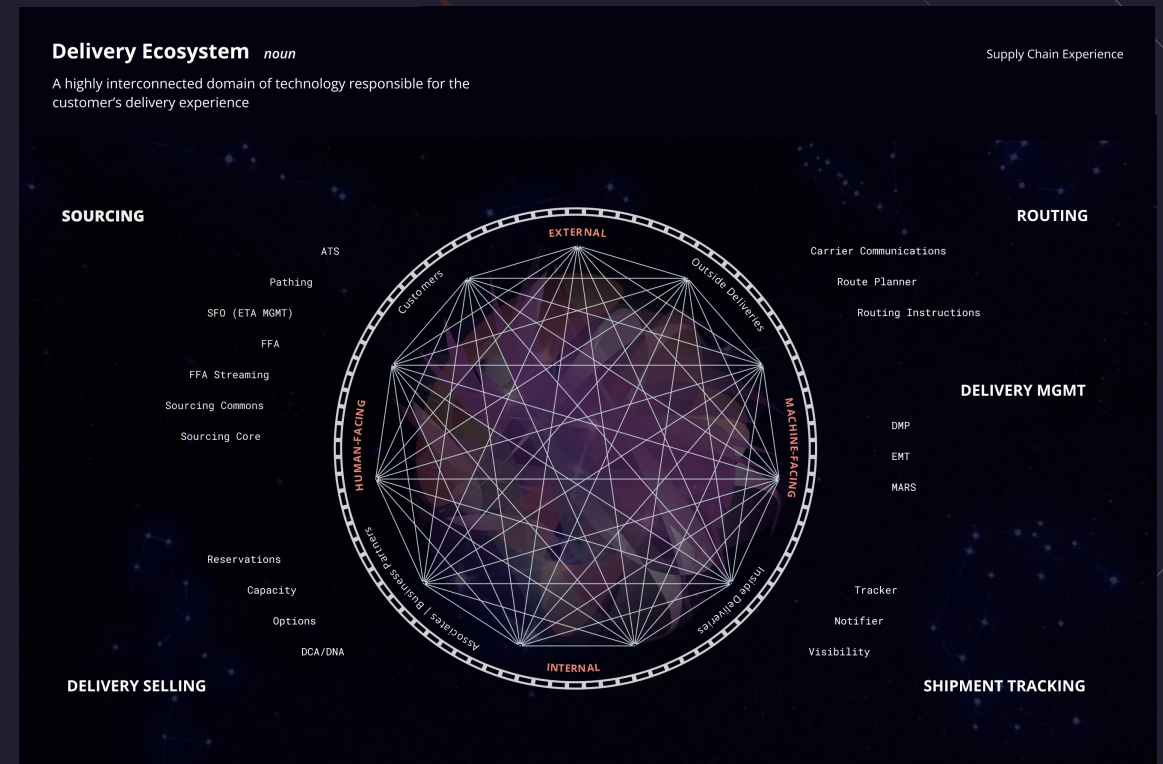 Delivery Ecosystem noun
Supply Chain Experience
A highly interconnected domain of technology responsible for the
customer's delivery experience
SOURCING
ATS
Pathing
SFO (ETA MGMT)
FFA
FFA Streaming
Sourcing Commons
Sourcing Core
ROUTING
Carrier Communications
Route Planner
Routing Instructions
DELIVERY MGMT
DMP
EMT
MARS
EXTERNAL
Customers
Outside Deliveries
HUMAN-FACING
MACHINE-FACING
Associates | Business Partners
Inside Deliveries
INTERNAL
Reservations
Capacity
Options
DCA/DNA
DELIVERY SELLING
Tracker
Notifier
Visibility
SHIPMENT TRACKING